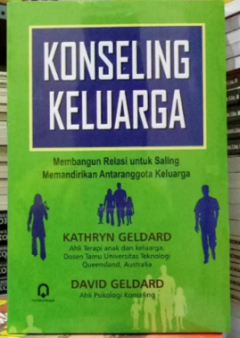 KONSELING
KELUARGA
Membangun Relasi untuk Saling
Memandirikan Antaranggota Keluarga
KATHRYN GELDARD
Ahli Terapi anak dan keluarga,
Dosen Tamu Universitas Teknologi
Queensland, Australia
DAVID GELDARD
Ahli Psikologi Konseling